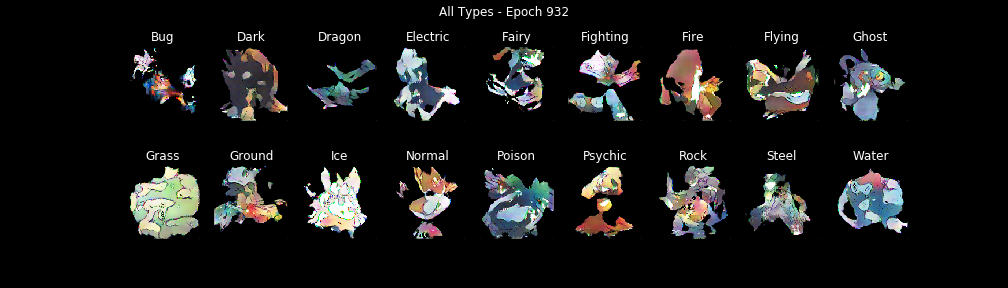 All Types - Epoch 932
Bug Dark Dragon Electric Fairy Fighting Fire Flying Ghost
Grass Ground Ice Normal Poison Psychic Rock Steel Water